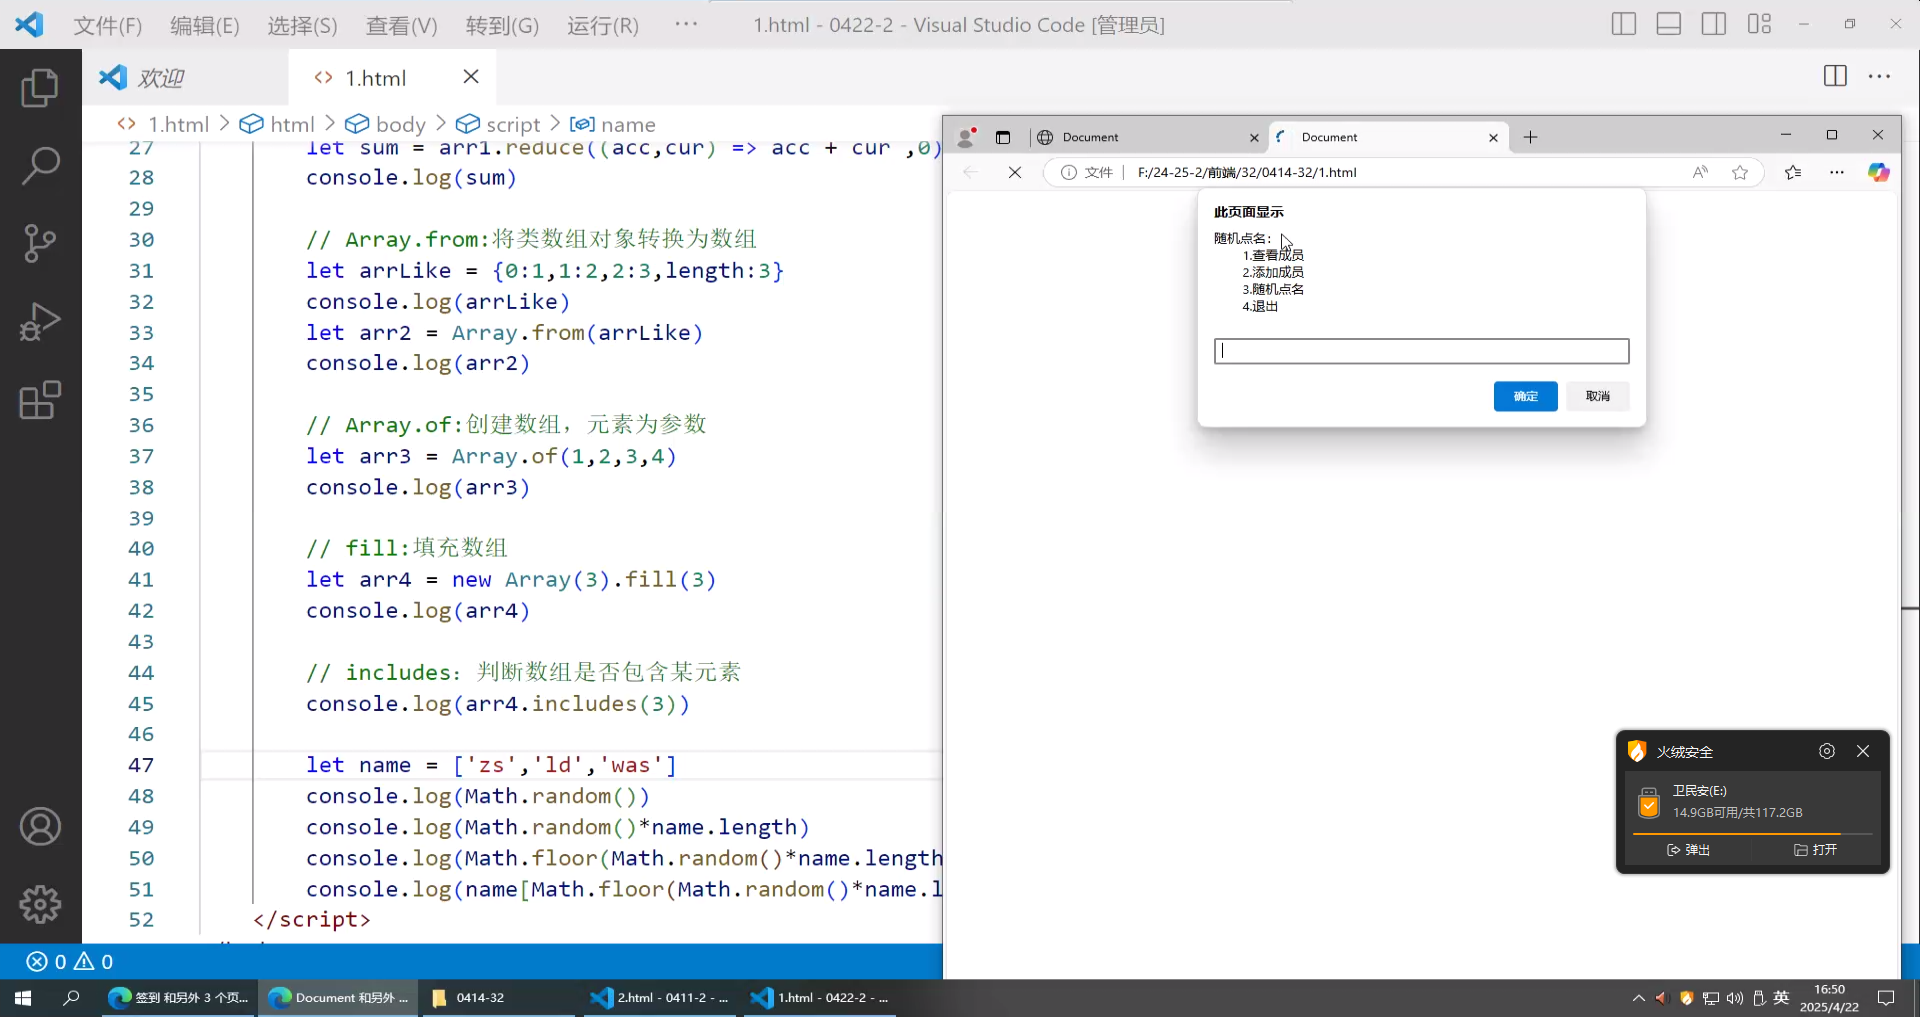 文件(F) 编辑(E) 选择(S) 查看(V) 转到(G) 运行(R) ··· 1.html - 0422-2 - Visual Studio Code [管理员]
欢迎 <> 1.html
<> 1.html > html > body > script > name
27 let sum = arr1.reduce((acc,cur) => acc + cur ,0)
28 console.log(sum)
29
30 // Array.from:将类数组对象转换为数组
31 let arrLike = {0:1,1:2,2:3,length:3}
32 console.log(arrLike)
33 let arr2 = Array.from(arrLike)
34 console.log(arr2)
35
36 // Array.of:创建数组，元素为参数
37 let arr3 = Array.of(1,2,3,4)
38 console.log(arr3)
39
40 // fill:填充数组
41 let arr4 = new Array(3).fill(3)
42 console.log(arr4)
43
44 // includes：判断数组是否包含某元素
45 console.log(arr4.includes(3))
46
47 let name = ['zs','ld','was']
48 console.log(Math.random())
49 console.log(Math.random()*name.length)
50 console.log(Math.floor(Math.random()*name.length
51 console.log(name[Math.floor(Math.random()*name.l
52 </script>
0 0
Document Document
文件 F:/24-25-2/前端/32/0414-32/1.html
此页面显示
随机点名：
1.查看成员
2.添加成员
3.随机点名
4.退出
确定 取消
火绒安全
卫民安(E:)
14.9GB可用/共117.2GB
弹出 打开
签到 和另外 3 个页... Document 和另外 ... 0414-32 2.html - 0411-2 - ... 1.html - 0422-2 - ... 英 16:50
2025/4/22